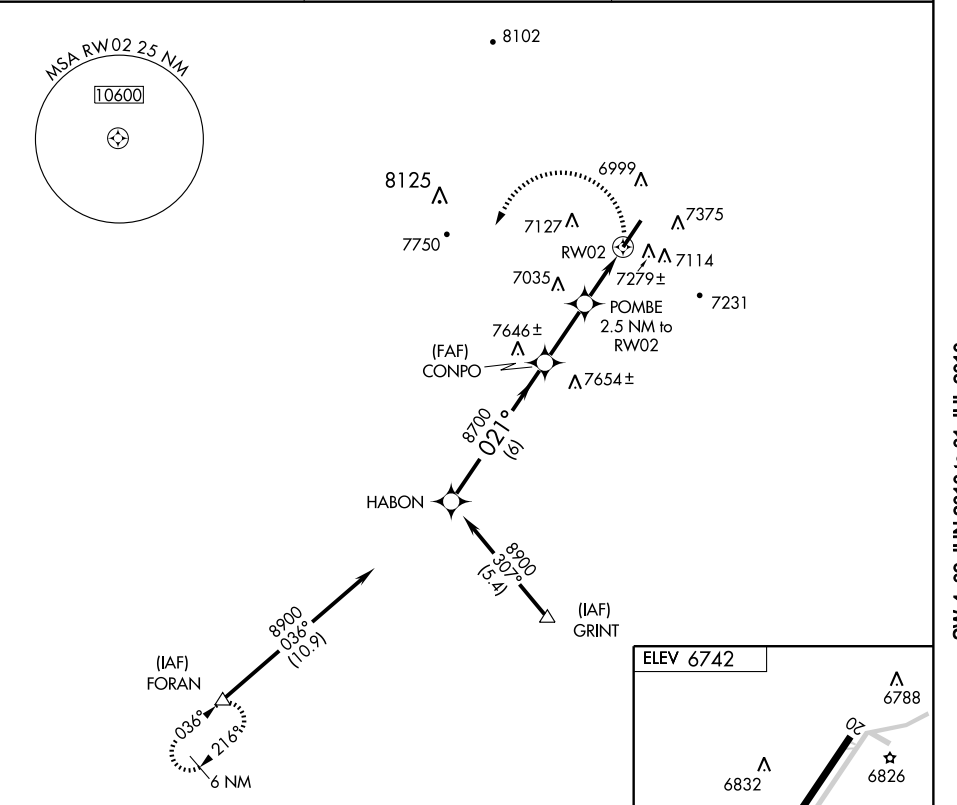 8102
MSA RW02 25 NM
10600
6999
8125
7127
7375
7750
RW02
7114
7279±
7035
7231
POMBE
2.5 NM to
RW02
7646±
(FAF)
CONPO
7654±
8700
021°
(6)
HABON
8900
307°
(5.4)
(IAF)
GRINT
8900
036°
(10.9)
(IAF)
FORAN
036°
216°
6 NM
ELEV 6742
6788
20
6832
6826